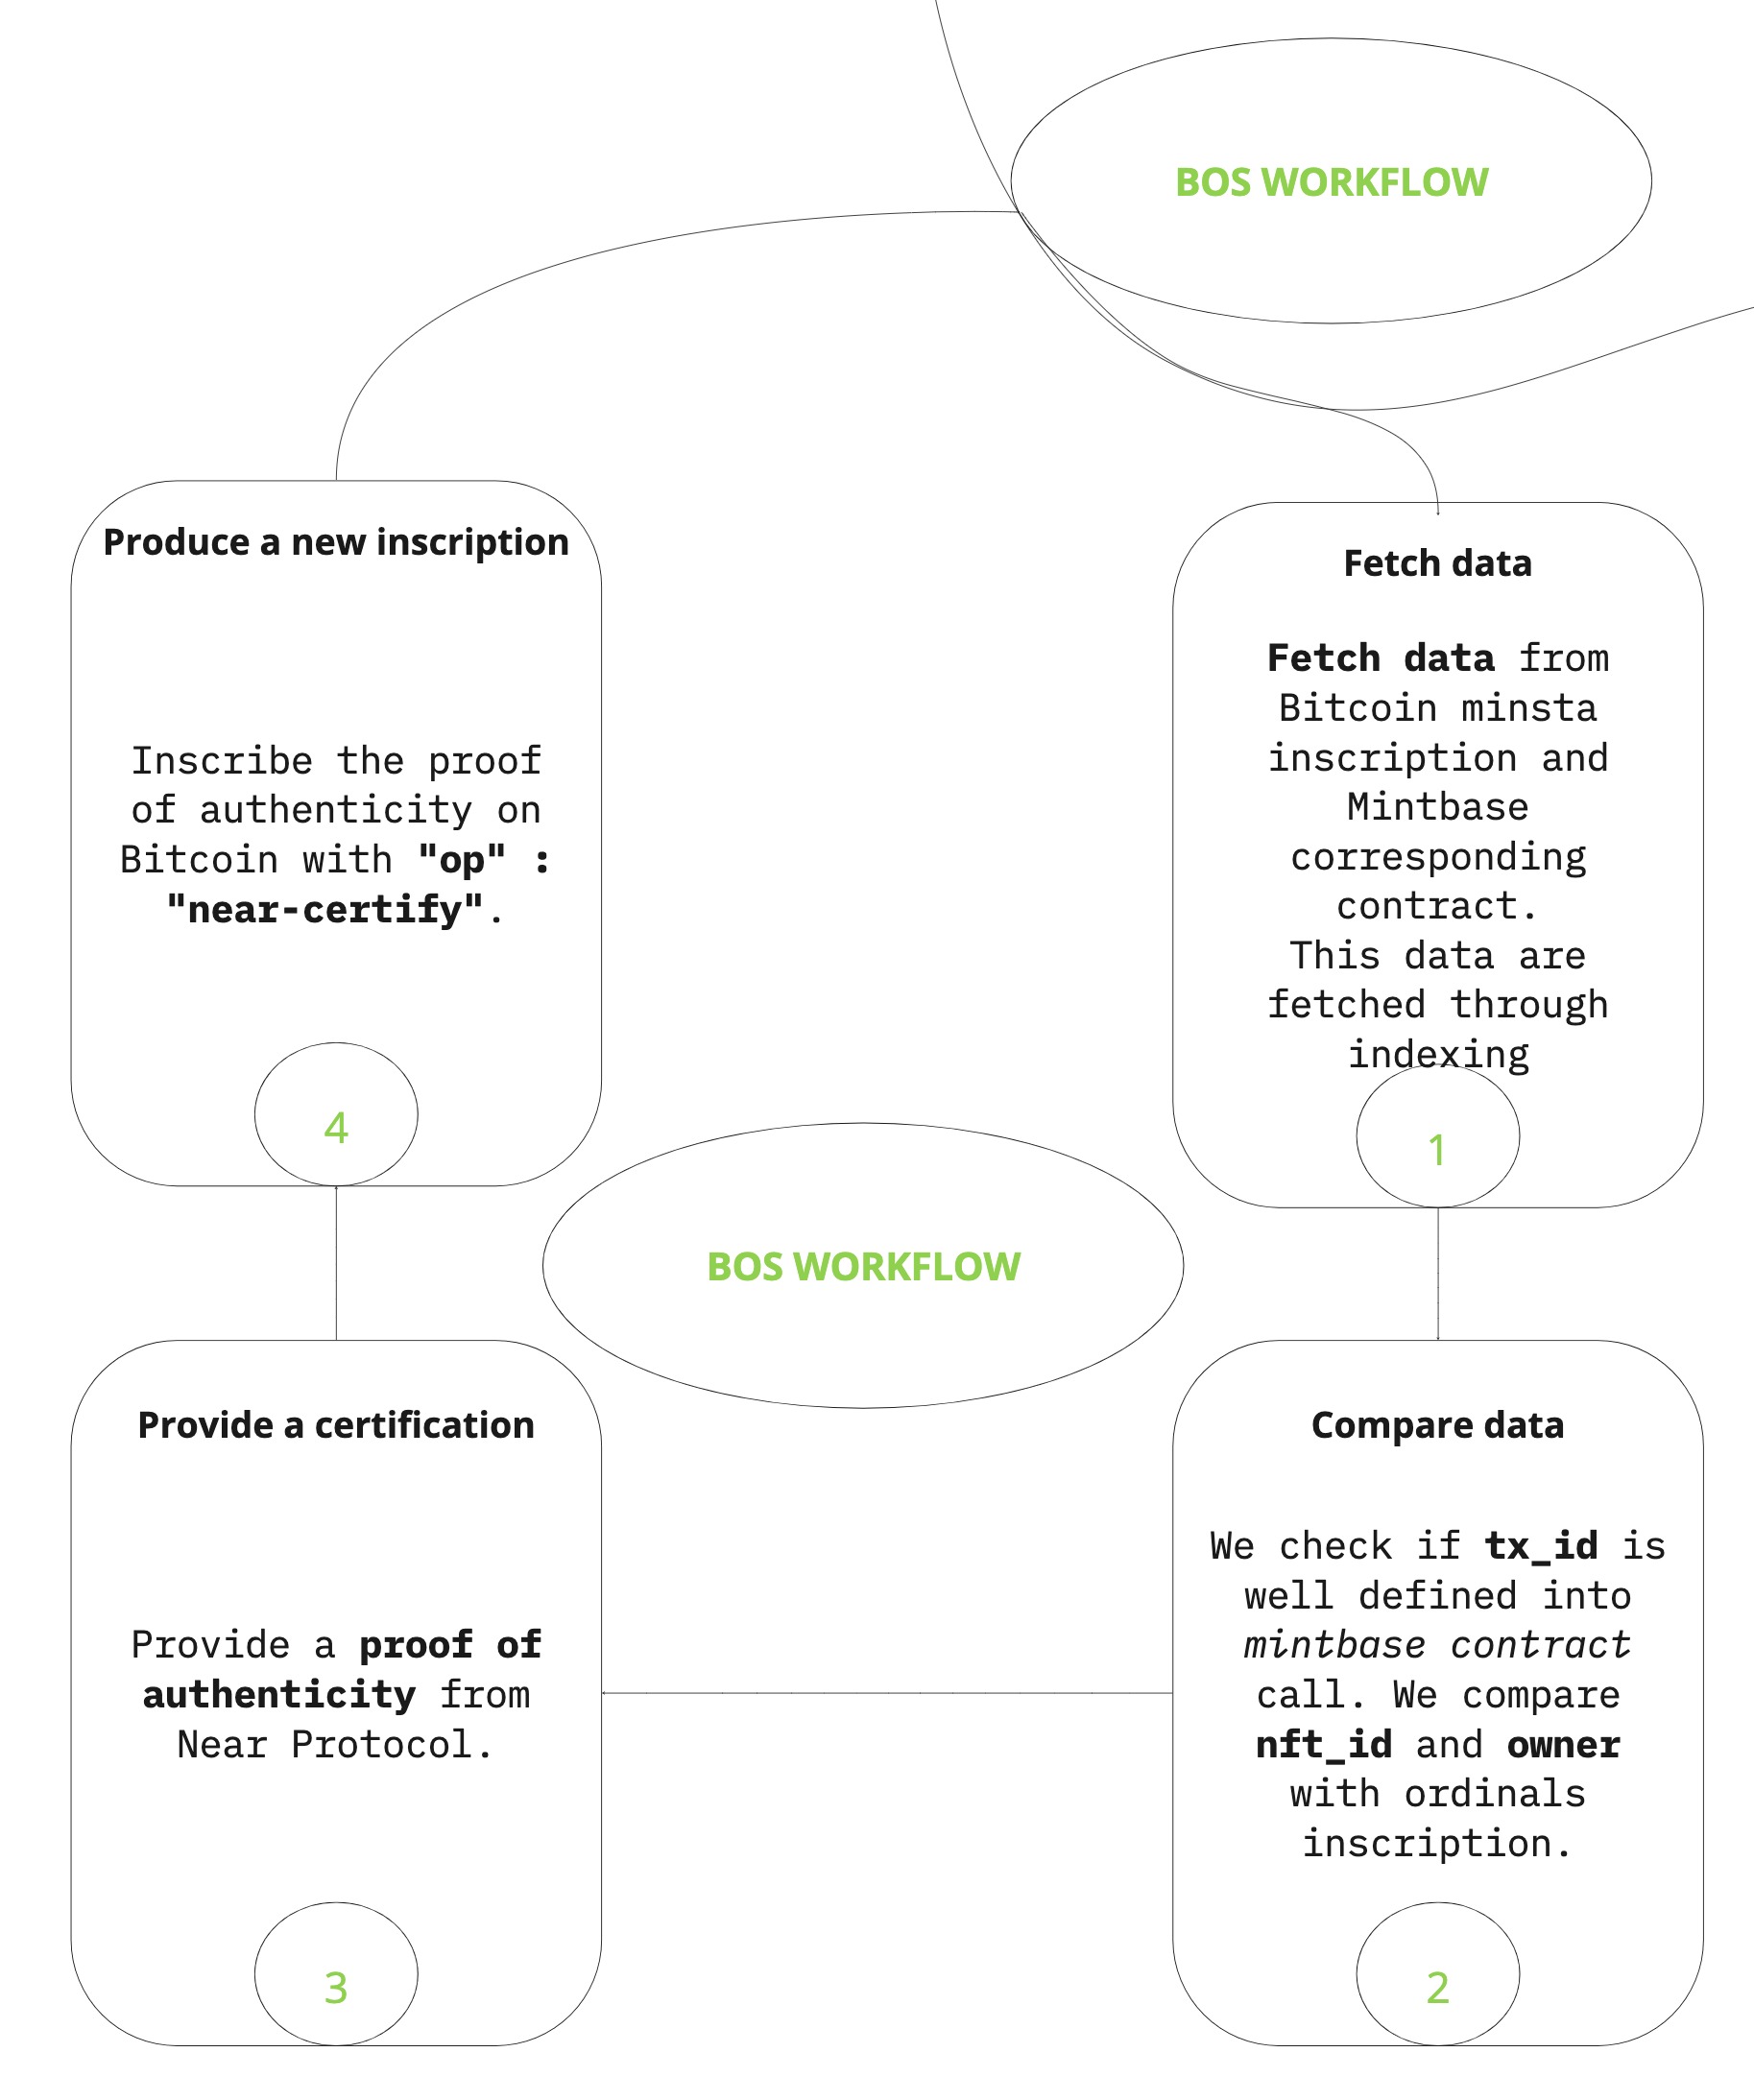 BOS WORKFLOW
Produce a new inscription
Inscribe the proof
of authenticity on
Bitcoin with "op" :
"near-certify".
4
Fetch data
Fetch data from
Bitcoin minsta
inscription and
Mintbase
corresponding
contract.
This data are
fetched through
indexing
1
BOS WORKFLOW
Provide a certification
Provide a proof of
authenticity from
Near Protocol.
3
Compare data
We check if tx_id is
well defined into
mintbase contract
call. We compare
nft_id and owner
with ordinals
inscription.
2